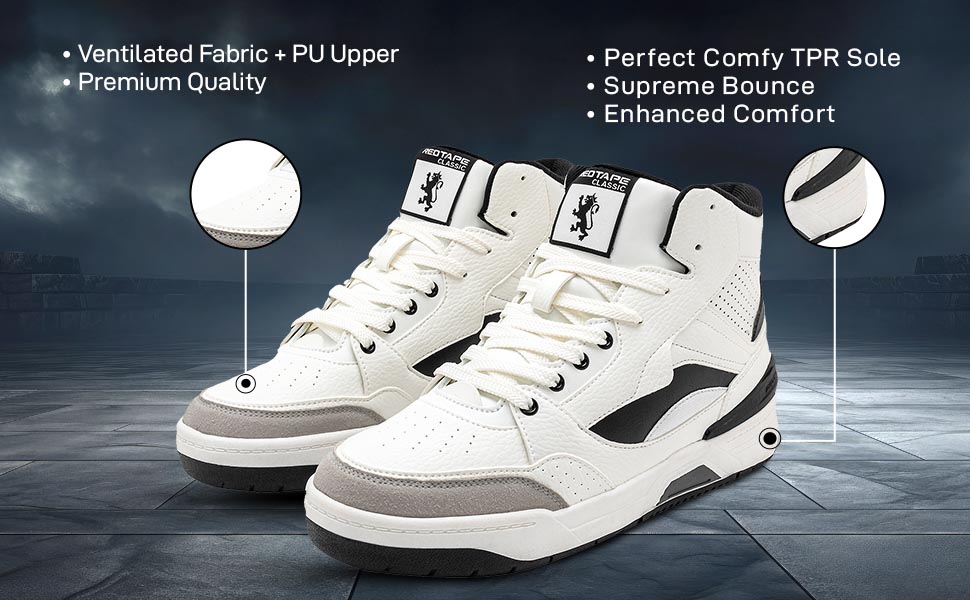 • Ventilated Fabric + PU Upper
• Premium Quality
• Perfect Comfy TPR Sole
• Supreme Bounce
• Enhanced Comfort
REDTAPE
CLASSIC
REDTAPE
CLASSIC